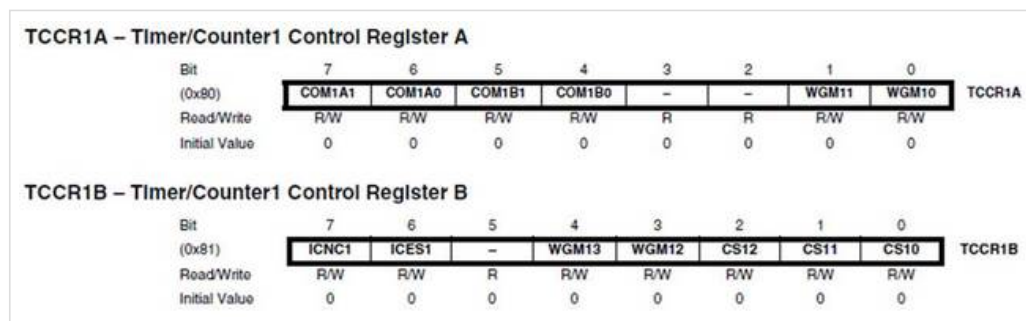 TCCR1A – Timer/Counter1 Control Register A
Bit 7 6 5 4 3 2 1 0
(0x80) COM1A1 COM1A0 COM1B1 COM1B0 – – WGM11 WGM10 TCCR1A
Read/Write R/W R/W R/W R/W R R R/W R/W
Initial Value 0 0 0 0 0 0 0 0
TCCR1B – Timer/Counter1 Control Register B
Bit 7 6 5 4 3 2 1 0
(0x81) ICNC1 ICES1 – WGM13 WGM12 CS12 CS11 CS10 TCCR1B
Read/Write R/W R/W R R/W R/W R/W R/W R/W
Initial Value 0 0 0 0 0 0 0 0